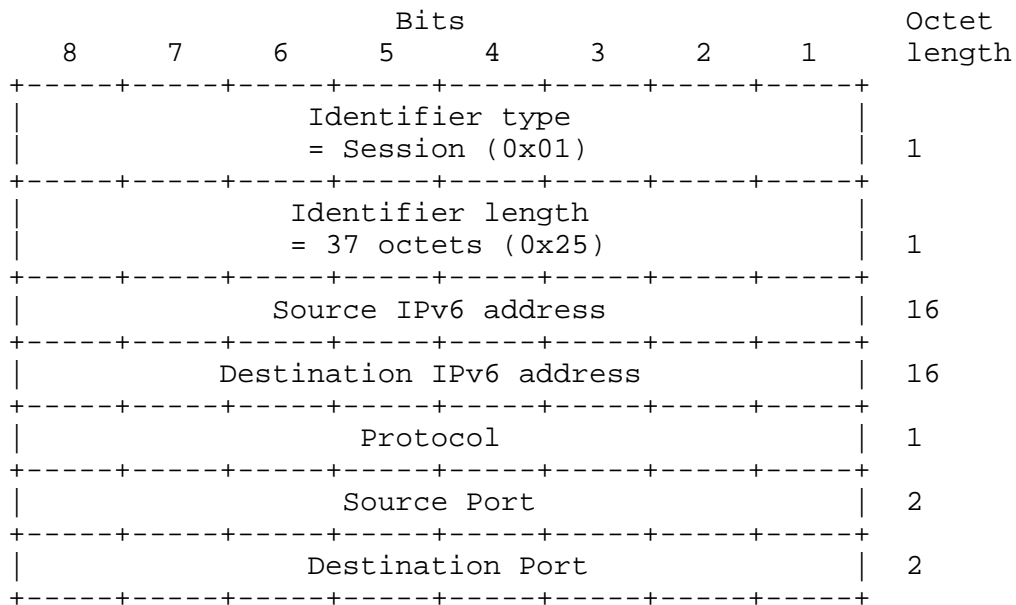 Bits Octet
8 7 6 5 4 3 2 1 length
+-----+-----+-----+-----+-----+-----+-----+-----+
| Identifier type |
| = Session (0x01) | 1
+-----+-----+-----+-----+-----+-----+-----+-----+
| Identifier length |
| = 37 octets (0x25) | 1
+-----+-----+-----+-----+-----+-----+-----+-----+
| Source IPv6 address | 16
+-----+-----+-----+-----+-----+-----+-----+-----+
| Destination IPv6 address | 16
+-----+-----+-----+-----+-----+-----+-----+-----+
| Protocol | 1
+-----+-----+-----+-----+-----+-----+-----+-----+
| Source Port | 2
+-----+-----+-----+-----+-----+-----+-----+-----+
| Destination Port | 2
+-----+-----+-----+-----+-----+-----+-----+-----+